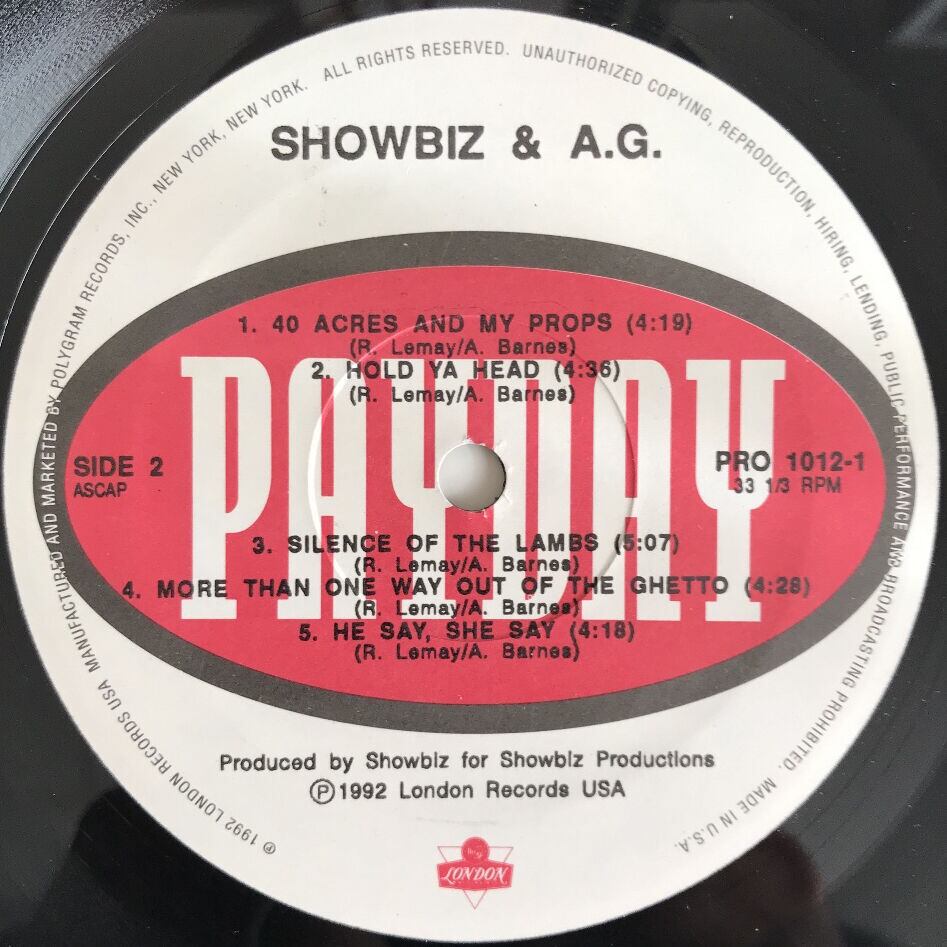 SHOWBIZ & A.G.
1. 40 ACRES AND MY PROPS (4:19)
(R. Lemay/A. Barnes)
2. HOLD YA HEAD (4:36)
(R. Lemay/A. Barnes)
PAYDAY
SIDE 2
ASCAP
PRO 1012-1
33 1/3 RPM
3. SILENCE OF THE LAMBS (5:07)
(R. Lemay/A. Barnes)
4. MORE THAN ONE WAY OUT OF THE GHETTO (4:28)
(R. Lemay/A. Barnes)
5. HE SAY, SHE SAY (4:18)
(R. Lemay/A. Barnes)
Produced by Showbiz for Showbiz Productions
Ⓟ1992 London Records USA
LONDON
℗ 1992 LONDON RECORDS USA MANUFACTURED AND MARKETED BY POLYGRAM RECORDS, INC., NEW YORK, NEW YORK. ALL RIGHTS RESERVED. UNAUTHORIZED COPYING, REPRODUCTION, HIRING, LENDING, PUBLIC PERFORMANCE AND BROADCASTING PROHIBITED. MADE IN U.S.A.